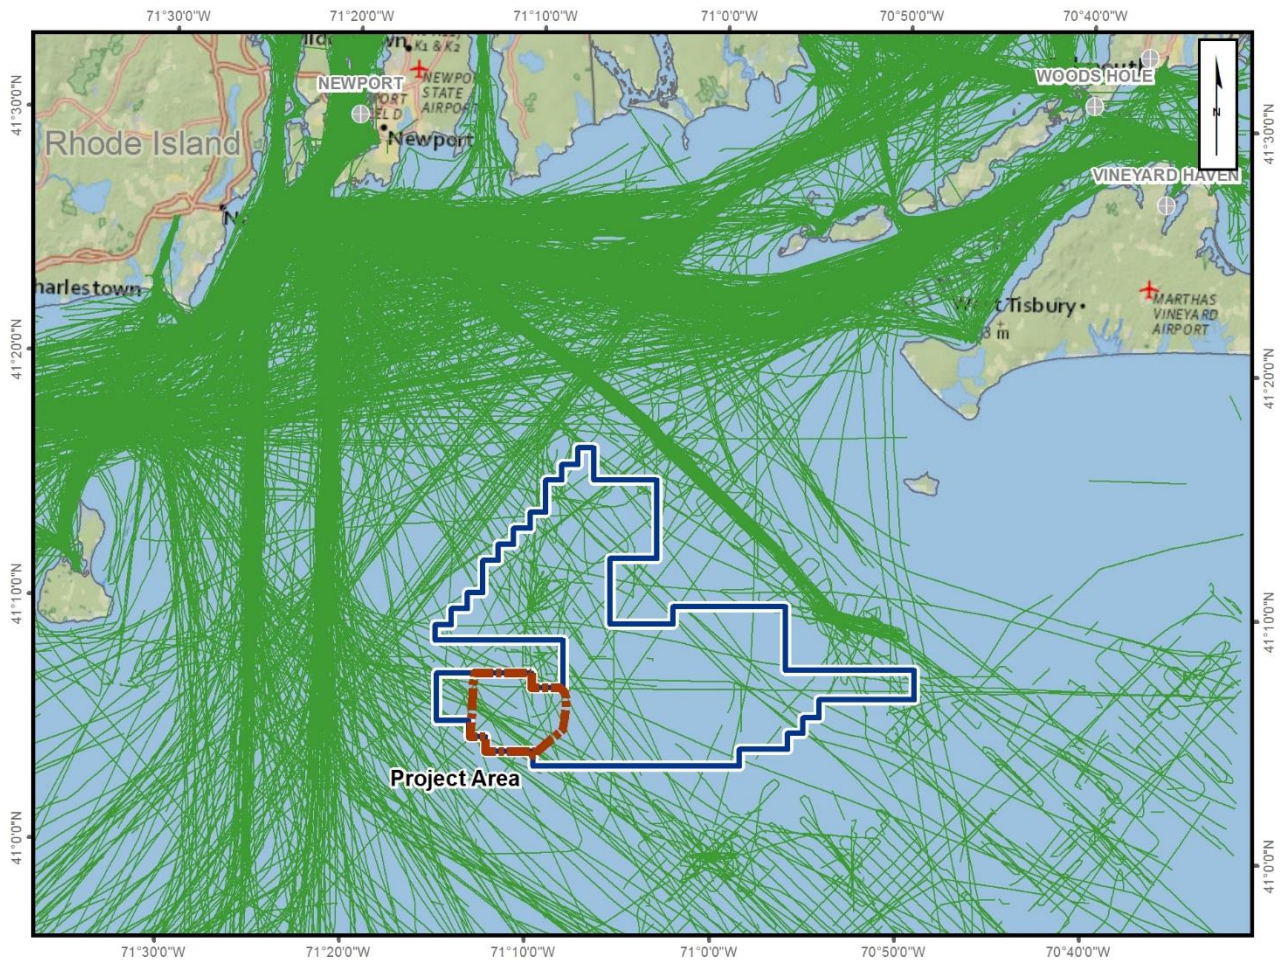 71°30'0"W 71°20'0"W 71°10'0"W 71°0'0"W 70°50'0"W 70°40'0"W
K₁ & K₂
WOODS HOLE
NEWPORT
STATE
AIRPORT
41°30'0"N
N
41°30'0"N
Newport
Rhode Island
VINEYARD HAVEN
harlestown
Tisbury
MARTHAS
VINEYARD
AIRPORT
41°20'0"N
41°20'0"N
41°10'0"N
41°10'0"N
Project Area
41°0'0"N
41°0'0"N
71°30'0"W 71°20'0"W 71°10'0"W 71°0'0"W 70°50'0"W 70°40'0"W